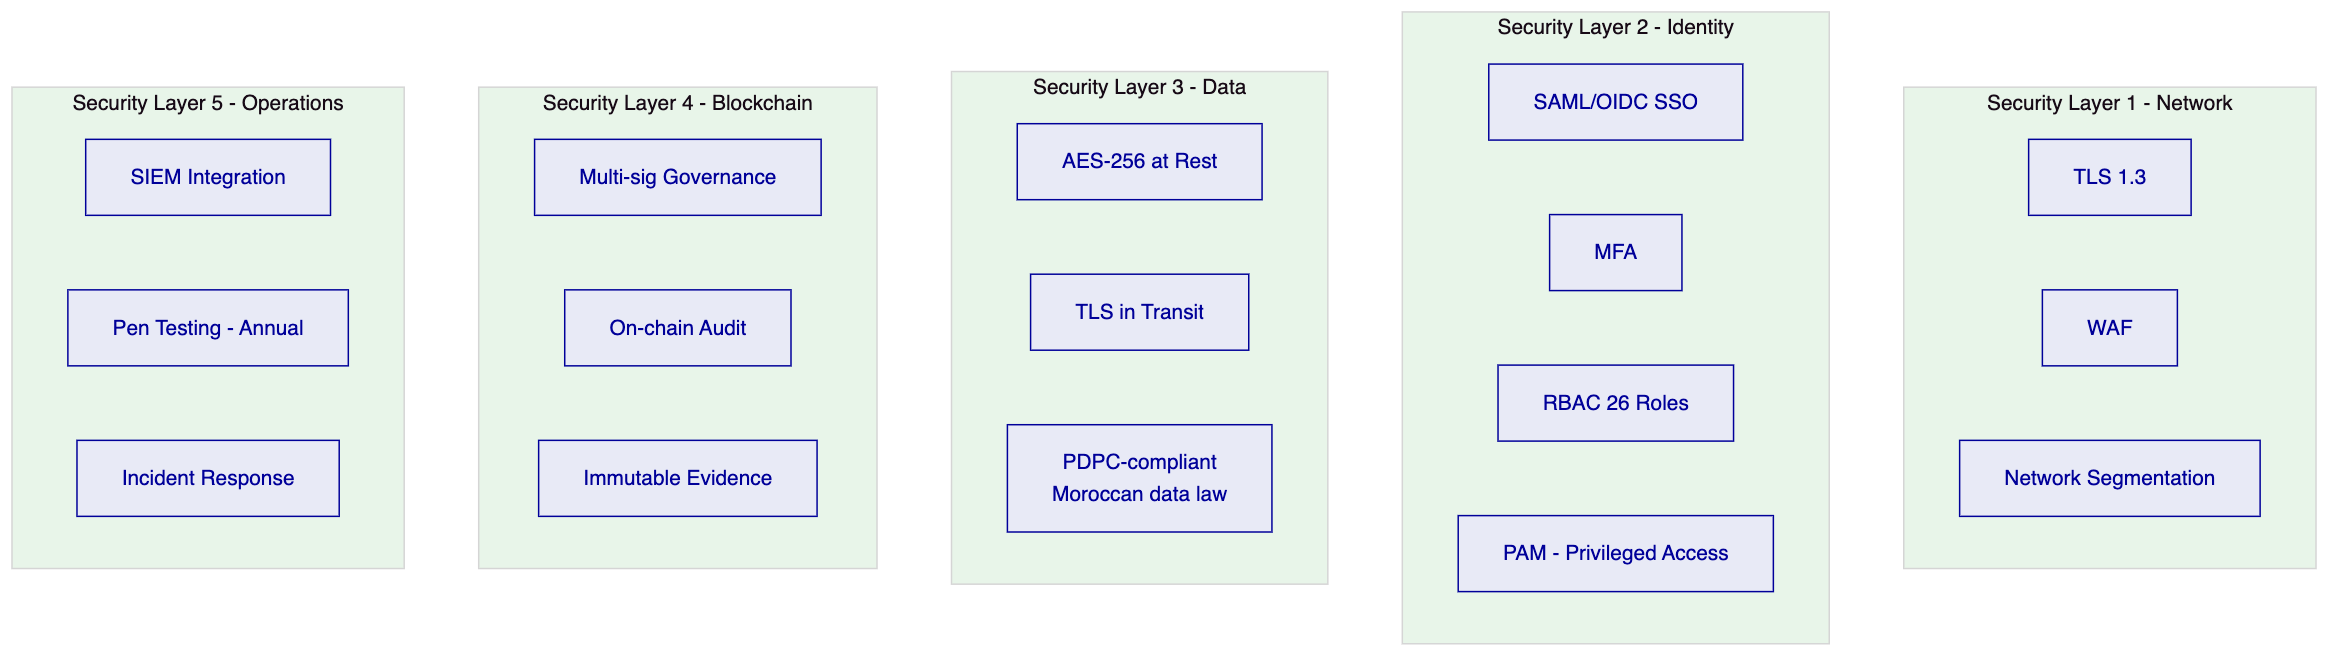 Security Layer 5 - Operations
SIEM Integration
Pen Testing - Annual
Incident Response
Security Layer 4 - Blockchain
Multi-sig Governance
On-chain Audit
Immutable Evidence
Security Layer 3 - Data
AES-256 at Rest
TLS in Transit
PDPC-compliant
Moroccan data law
Security Layer 2 - Identity
SAML/OIDC SSO
MFA
RBAC 26 Roles
PAM - Privileged Access
Security Layer 1 - Network
TLS 1.3
WAF
Network Segmentation